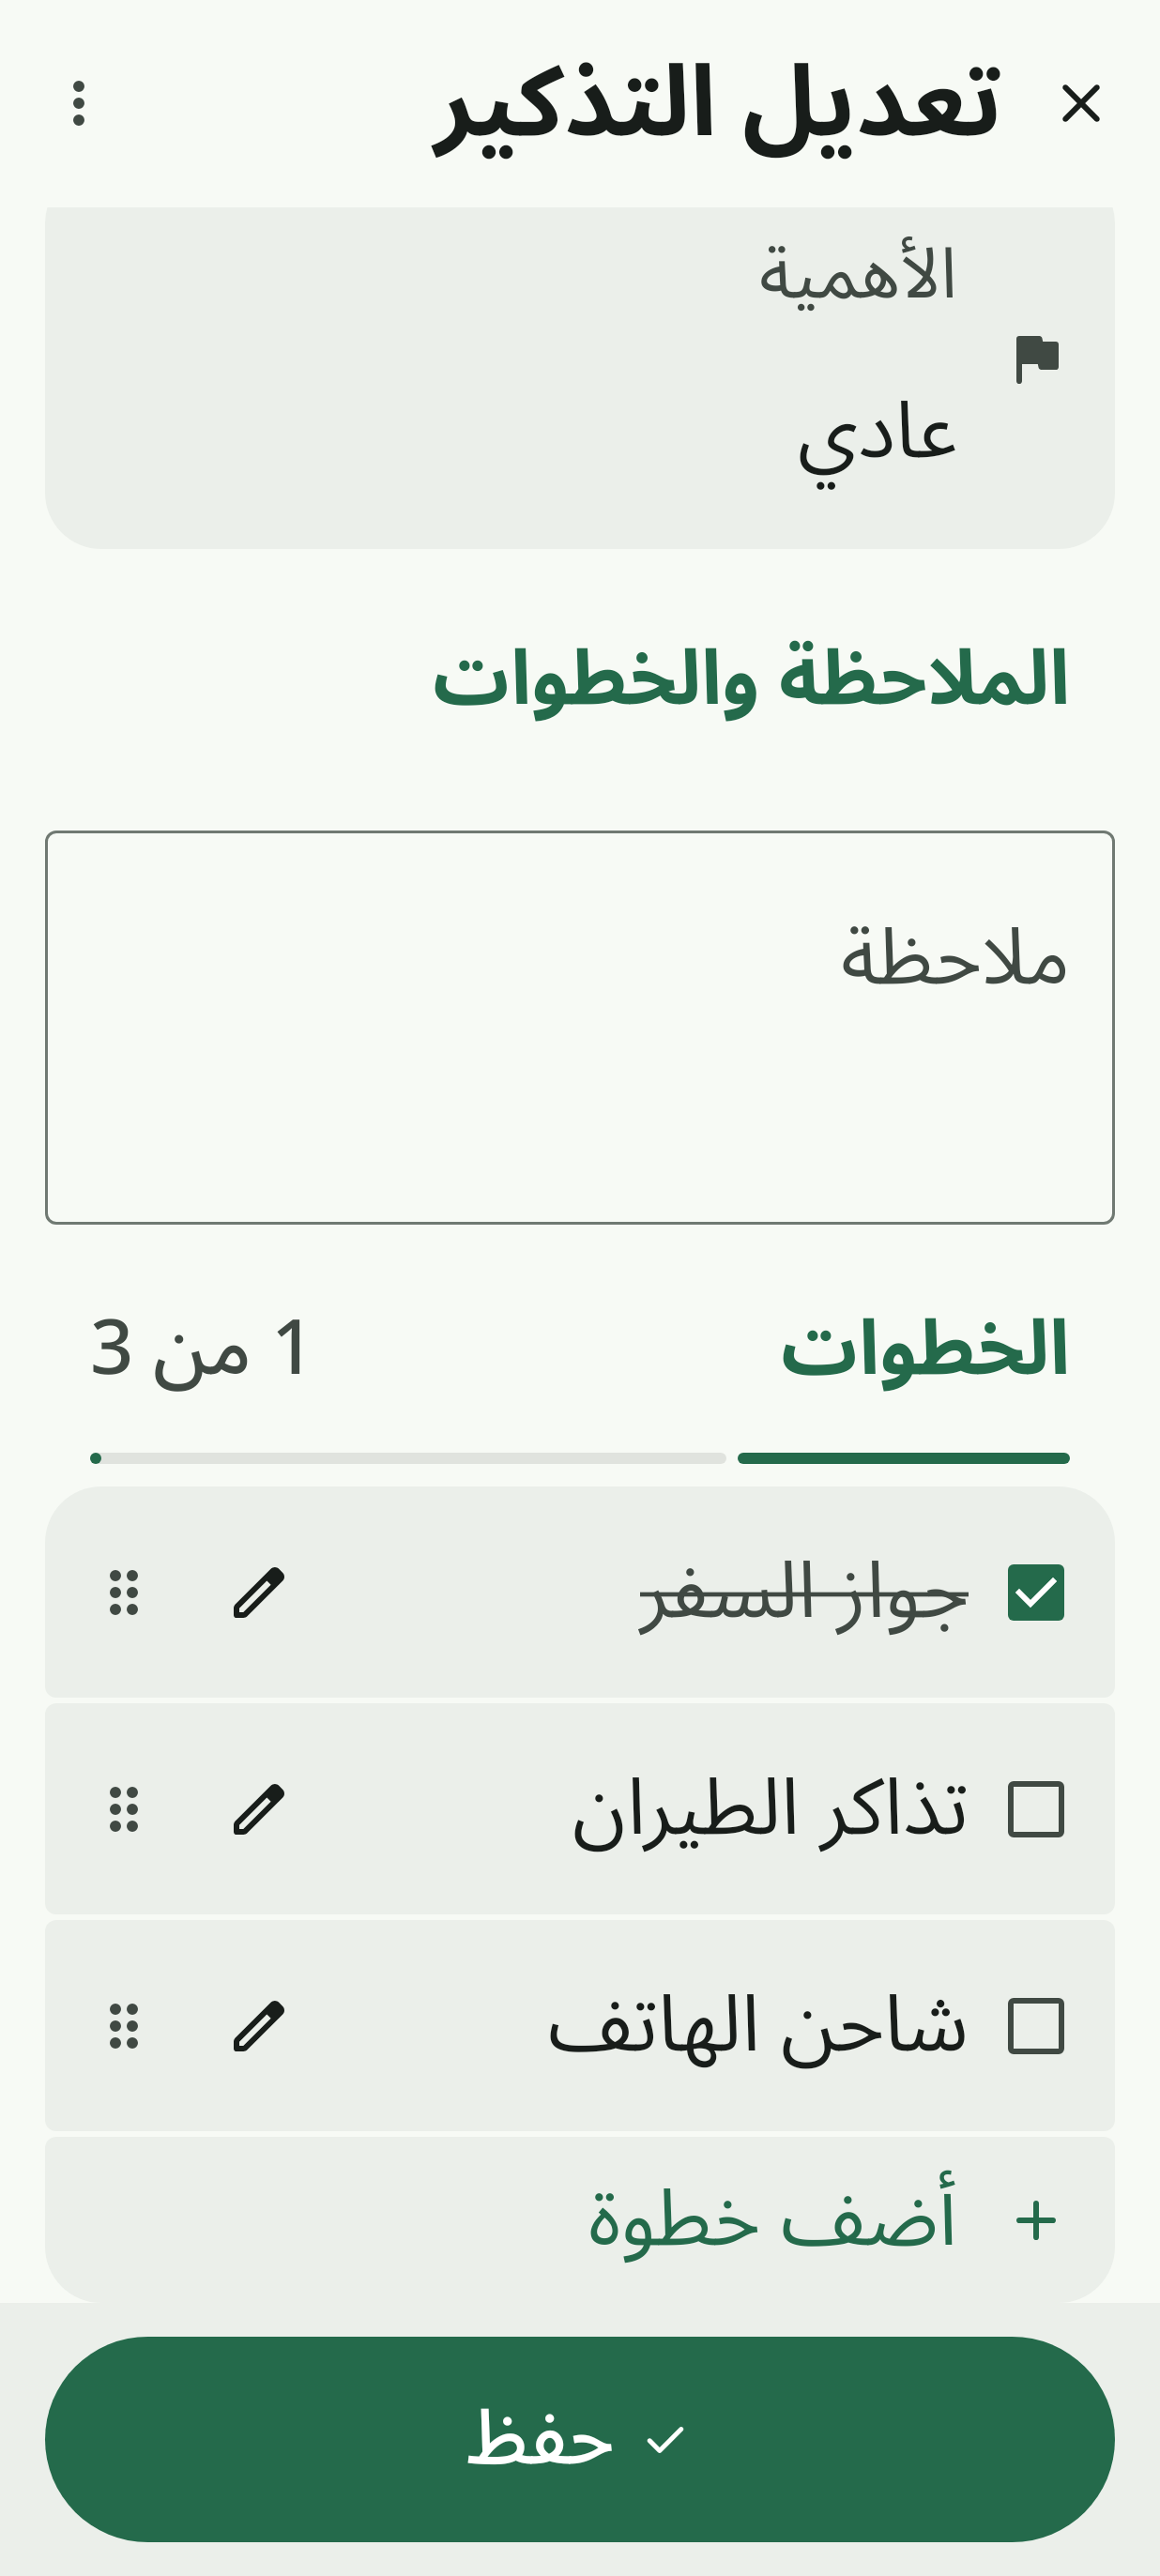 تعديل التذكير
الأهمية
عادي
الملاحظة والخطوات
ملاحظة
الخطوات
1 من 3
جواز السفر
تذاكر الطيران
شاحن الهاتف
أضف خطوة
حفظ